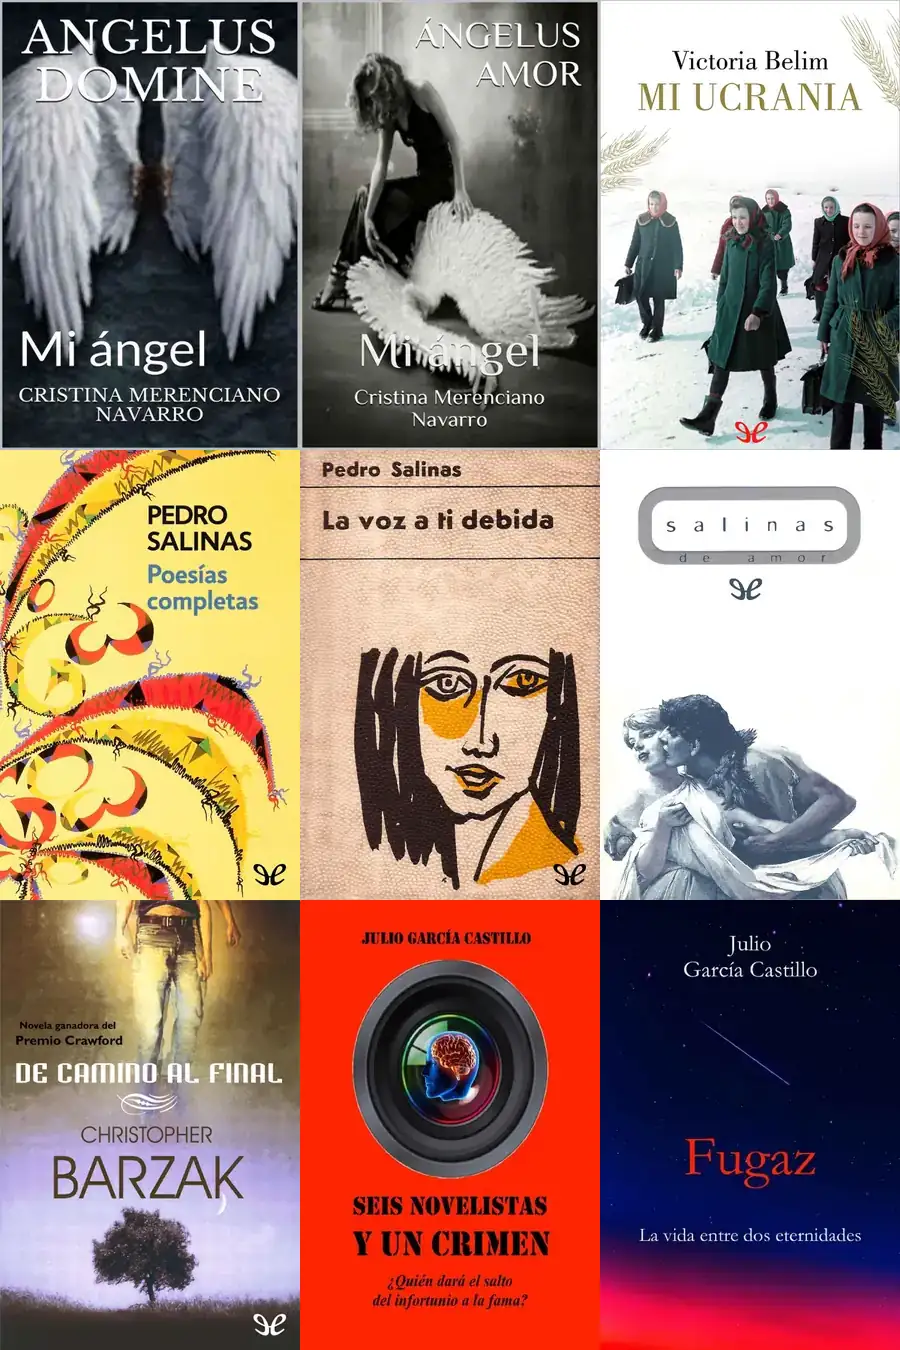 ANGELUS
DOMINE
Mi ángel
CRISTINA MERENCIANO
NAVARRO
ÁNGELUS
AMOR
Mi ángel
Cristina Merenciano
Navarro
Victoria Belim
MI UCRANIA
PEDRO
SALINAS
Poesías
completas
Pedro Salinas
La voz a ti debida
salinas
de amor
Novela ganadora del
Premio Crawford
DE CAMINO AL FINAL
CHRISTOPHER
BARZAK
JULIO GARCÍA CASTILLO
SEIS NOVELISTAS
Y UN CRIMEN
¿Quién dará el salto
del infortunio a la fama?
Julio
García Castillo
Fugaz
La vida entre dos eternidades